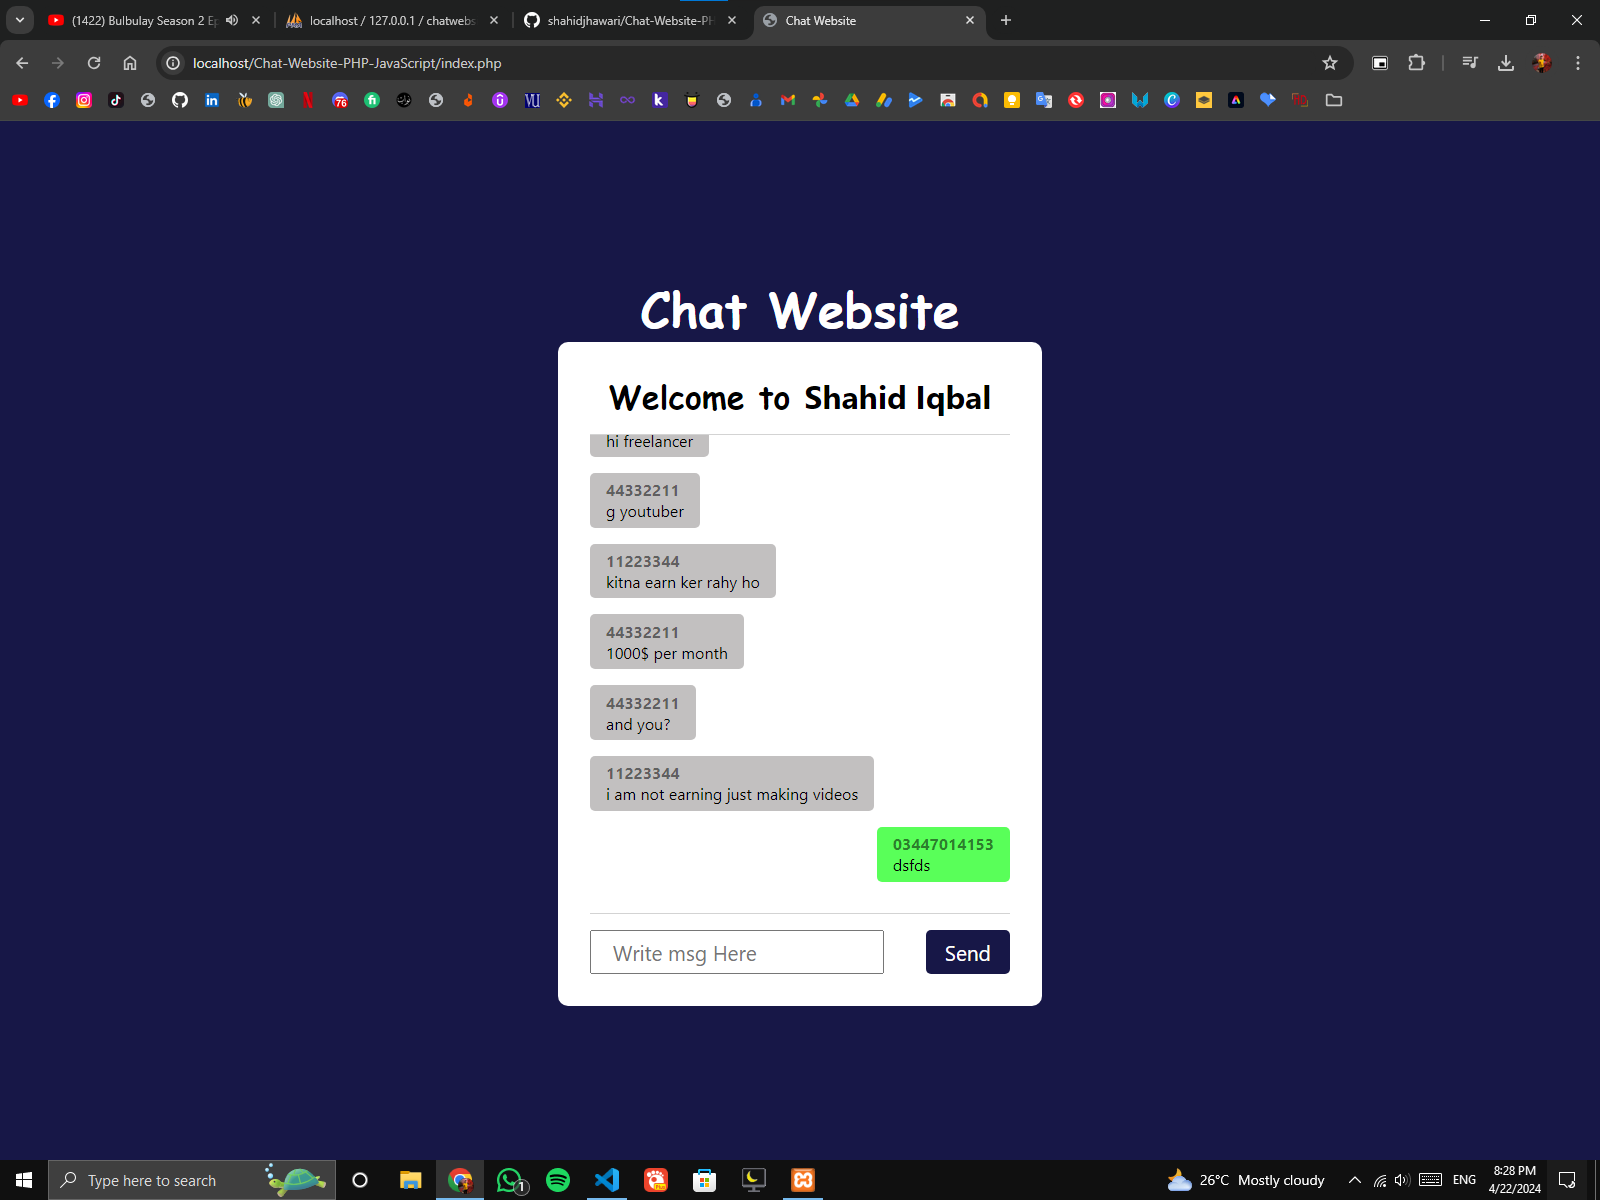 (1422) Bulbulay Season 2 Ep
localhost / 127.0.0.1 / chatwebs
shahidjhawari/Chat-Website-PH
Chat Website
localhost/Chat-Website-PHP-JavaScript/index.php
76
Chat Website
Welcome to Shahid Iqbal
hi freelancer
44332211
g youtuber
11223344
kitna earn ker rahy ho
44332211
1000$ per month
44332211
and you?
11223344
i am not earning just making videos
03447014153
dsfds
Write msg Here
Send
Type here to search
1
26°C Mostly cloudy
ENG
8:28 PM
4/22/2024